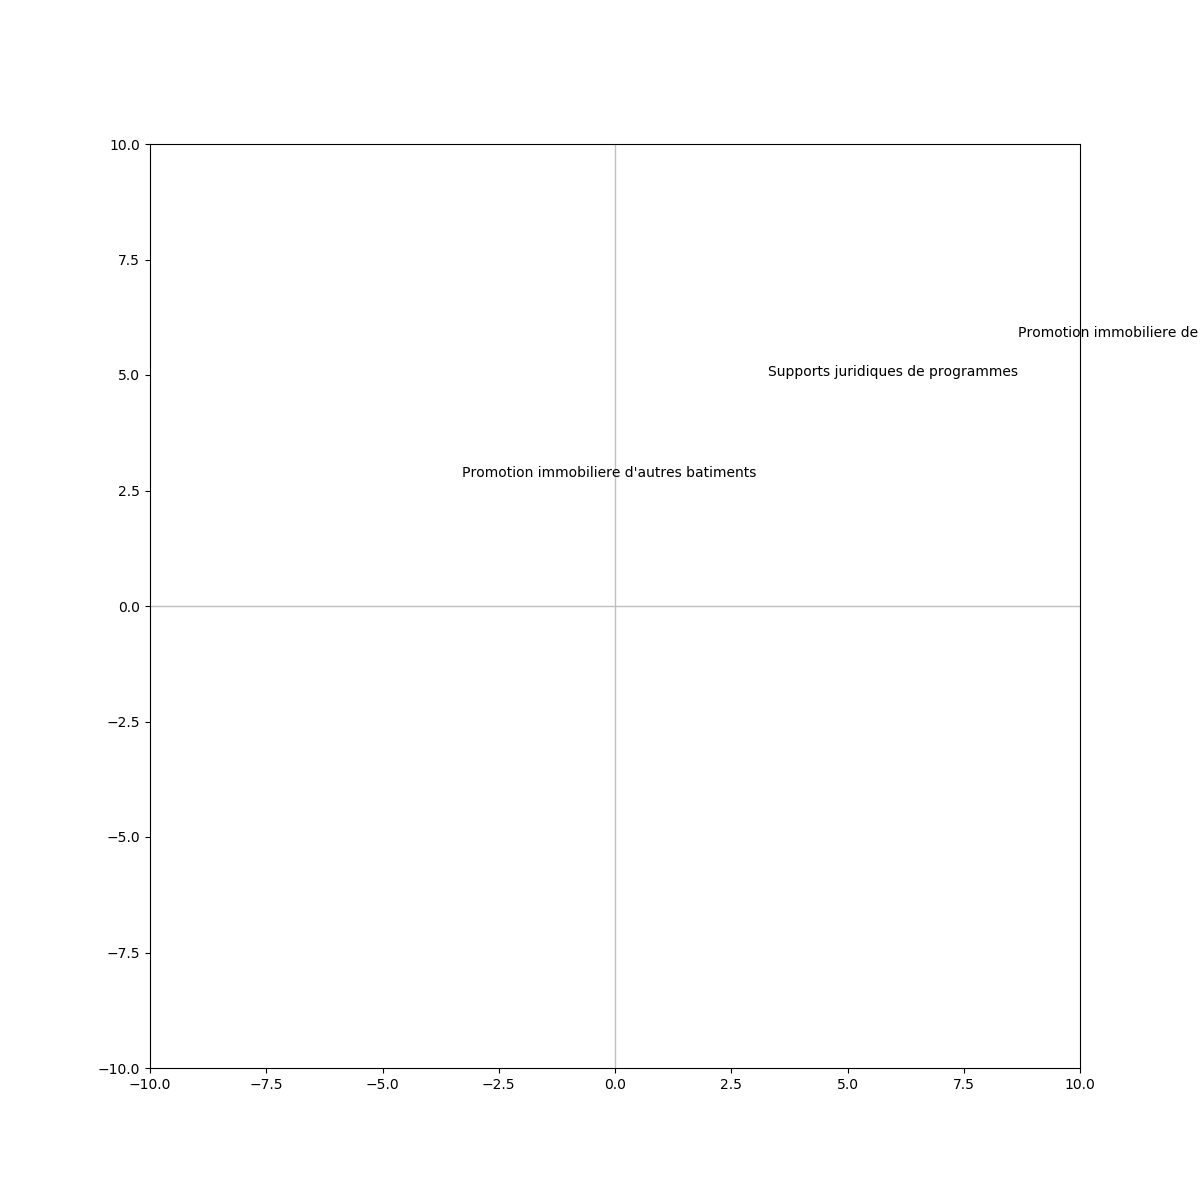 10.0
7.5
Promotion immobiliere de
5.0
Supports juridiques de programmes
Promotion immobiliere d'autres batiments
2.5
0.0
−2.5
−5.0
−7.5
−10.0
−10.0 −7.5 −5.0 −2.5 0.0 2.5 5.0 7.5 10.0